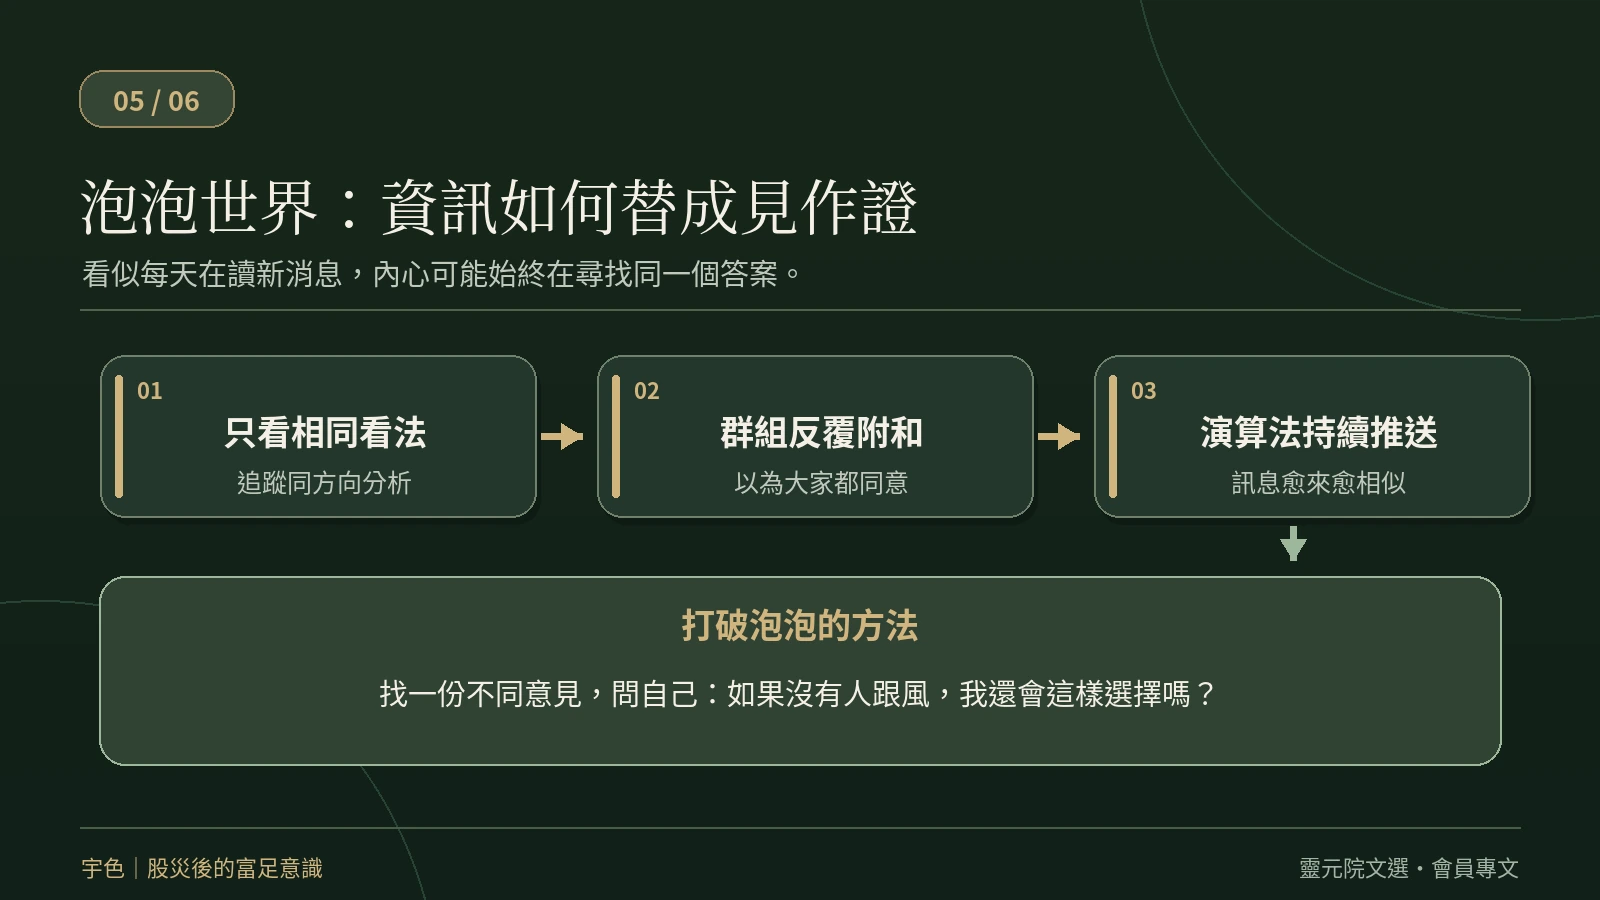 05 / 06
泡泡世界：資訊如何替成見作證
看似每天在讀新消息，內心可能始終在尋找同一個答案。
01
只看相同看法
追蹤同方向分析
02
群組反覆附和
以為大家都同意
03
演算法持續推送
訊息愈來愈相似
打破泡泡的方法
找一份不同意見，問自己：如果沒有人跟風，我還會這樣選擇嗎？
宇色｜股災後的富足意識
靈元院文選・會員專文